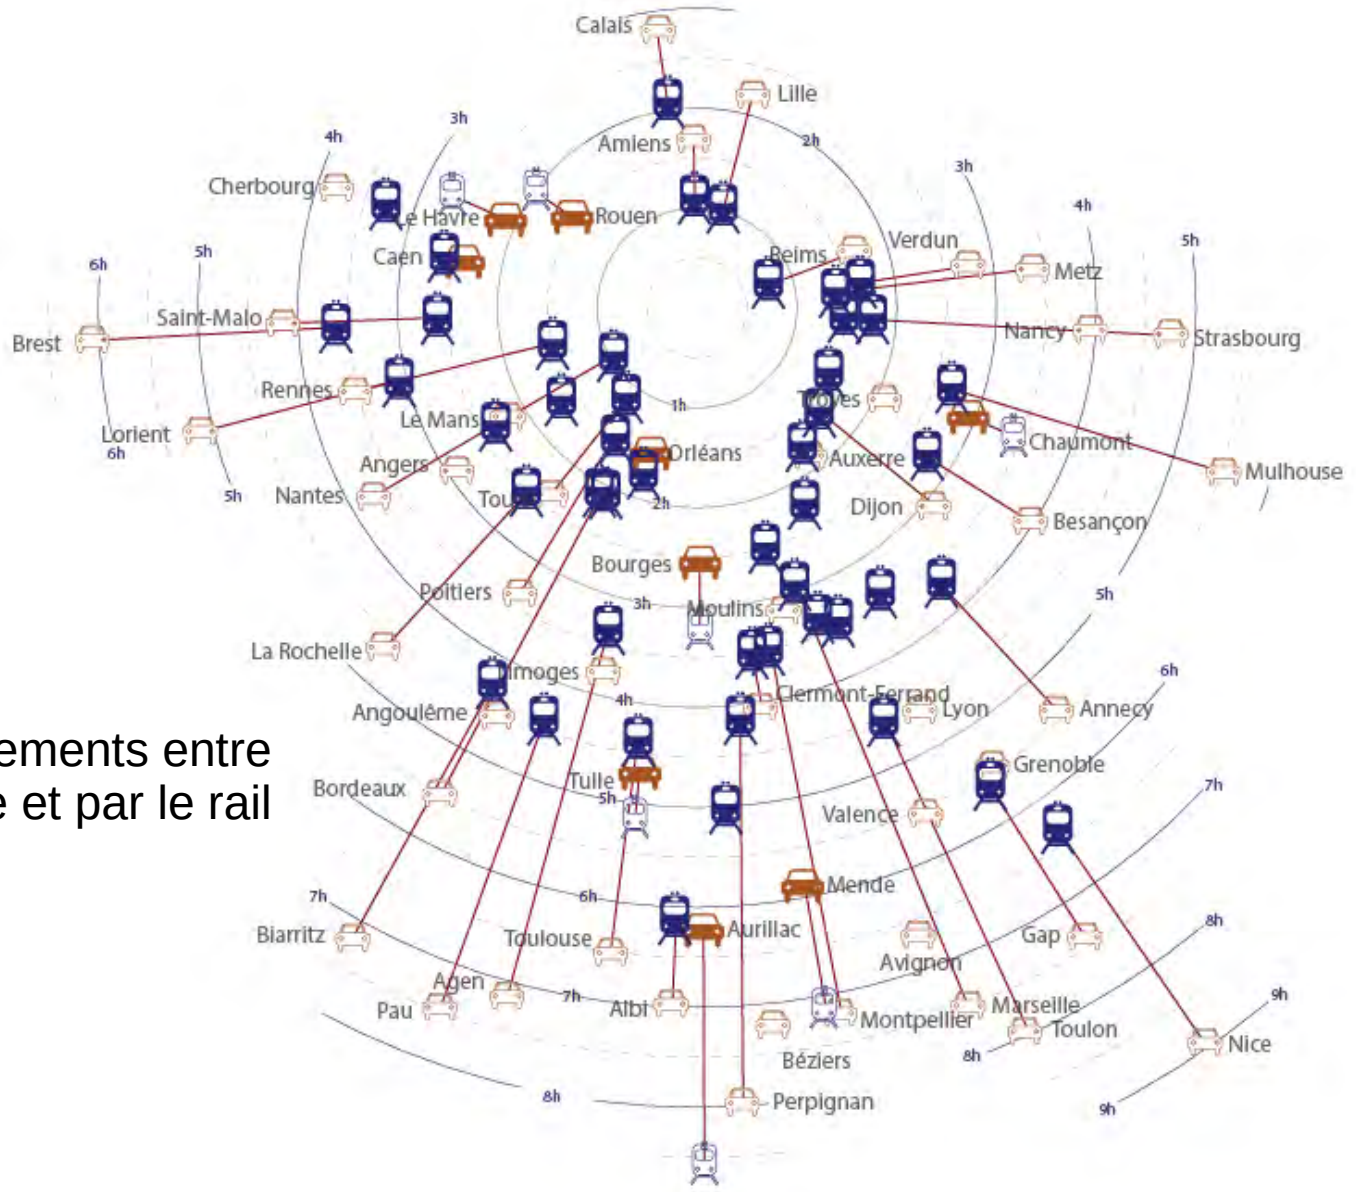 Calais
Lille
Amiens
2h
3h
4h
3h
Cherbourg
Le Havre
Rouen
4h
5h
Caen
Reims
Verdun
Metz
6h
5h
Saint-Malo
Brest
Nancy
Strasbourg
Rennes
Le Mans
1h
Troyes
Lorient
6h
Orléans
Auxerre
Chaumont
Mulhouse
Angers
Nantes
5h
Tou
2h
Dijon
Besançon
Bourges
Poitiers
3h
Moulins
5h
La Rochelle
Limoges
6h
Clermont-Ferrand
4h
Angoulême
Lyon
Annecy
ements entre
e et par le rail
Bordeaux
Tulle
5h
Grenoble
7h
Valence
7h
6h
Mende
Biarritz
Toulouse
Aurillac
Avignon
Gap
8h
Agen
Pau
7h
Albi
Montpellier
Marseille
9h
Toulon
Béziers
8h
Nice
8h
Perpignan
9h